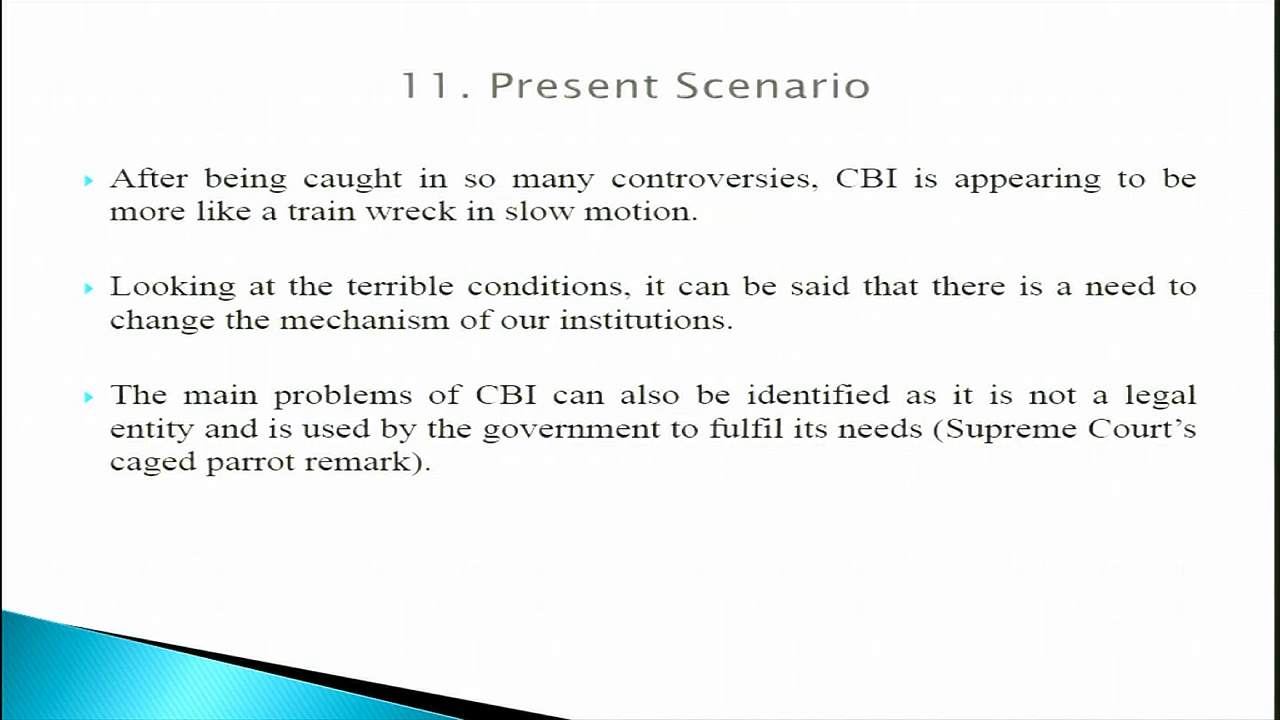 11. Present Scenario
After being caught in so many controversies, CBI is appearing to be
more like a train wreck in slow motion.
Looking at the terrible conditions, it can be said that there is a need to
change the mechanism of our institutions.
The main problems of CBI can also be identified as it is not a legal
entity and is used by the government to fulfil its needs (Supreme Court’s
caged parrot remark).